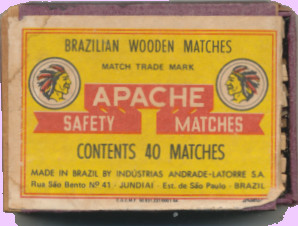 BRAZILIAN WOODEN MATCHES
MATCH TRADE MARK
APACHE
SAFETY MATCHES
CONTENTS 40 MATCHES
MADE IN BRAZIL BY INDÚSTRIAS ANDRADE-LATORRE S.A.
Rua São Bento Nº 41 - JUNDIAÍ - Est. de São Paulo - BRAZIL